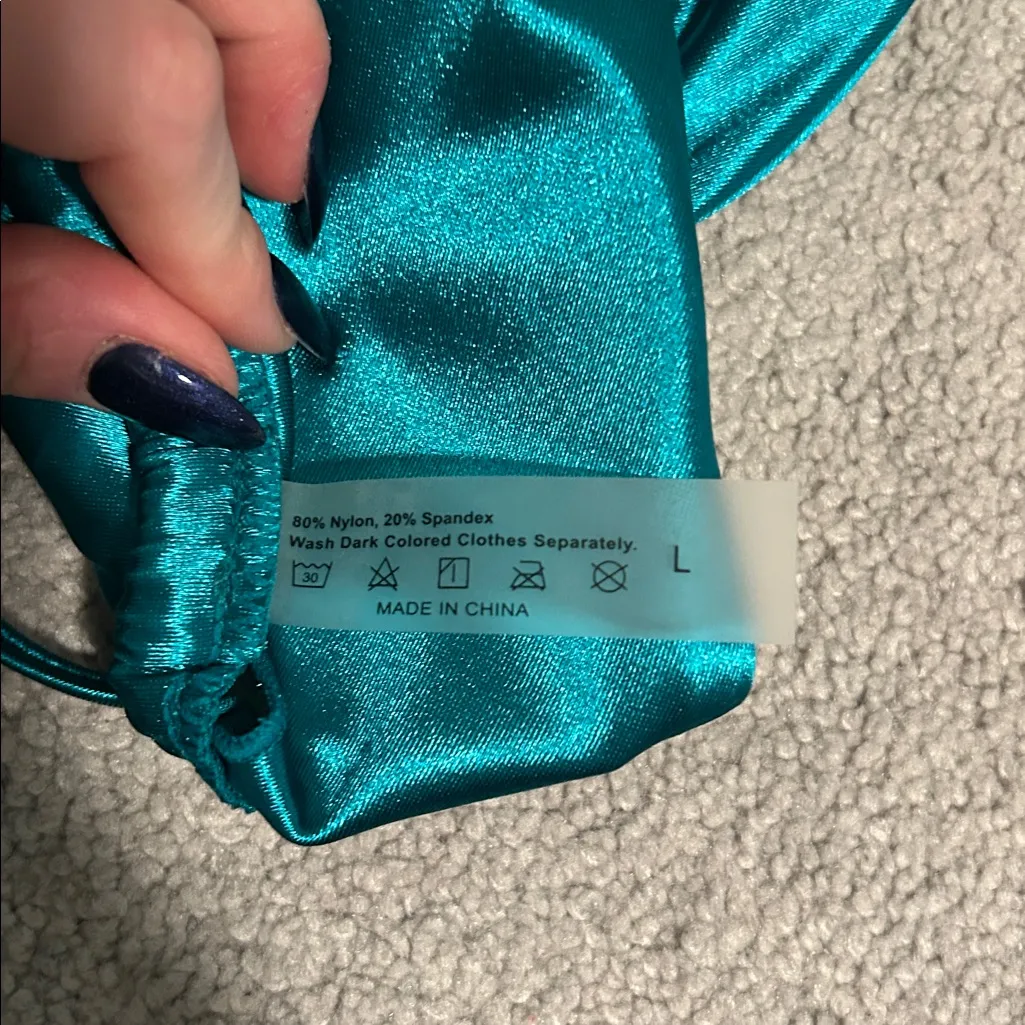 80% Nylon, 20% Spandex
Wash Dark Colored Clothes Separately.
30
L
MADE IN CHINA